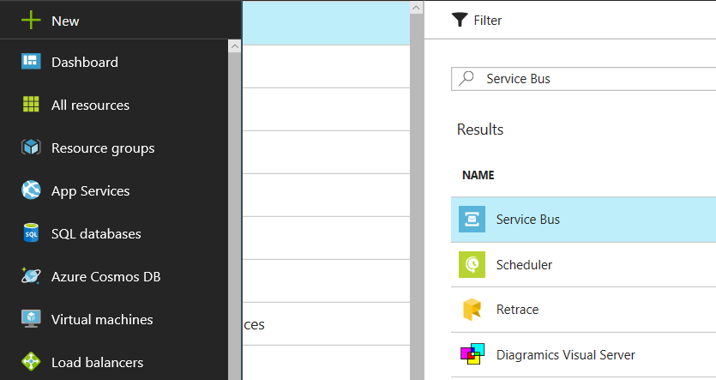 New
Dashboard
All resources
Resource groups
App Services
SQL
SQL databases
Azure Cosmos DB
Virtual machines
Load balancers
ces
Filter
Service Bus
Results
NAME
Service Bus
Scheduler
Retrace
Diagramics Visual Server